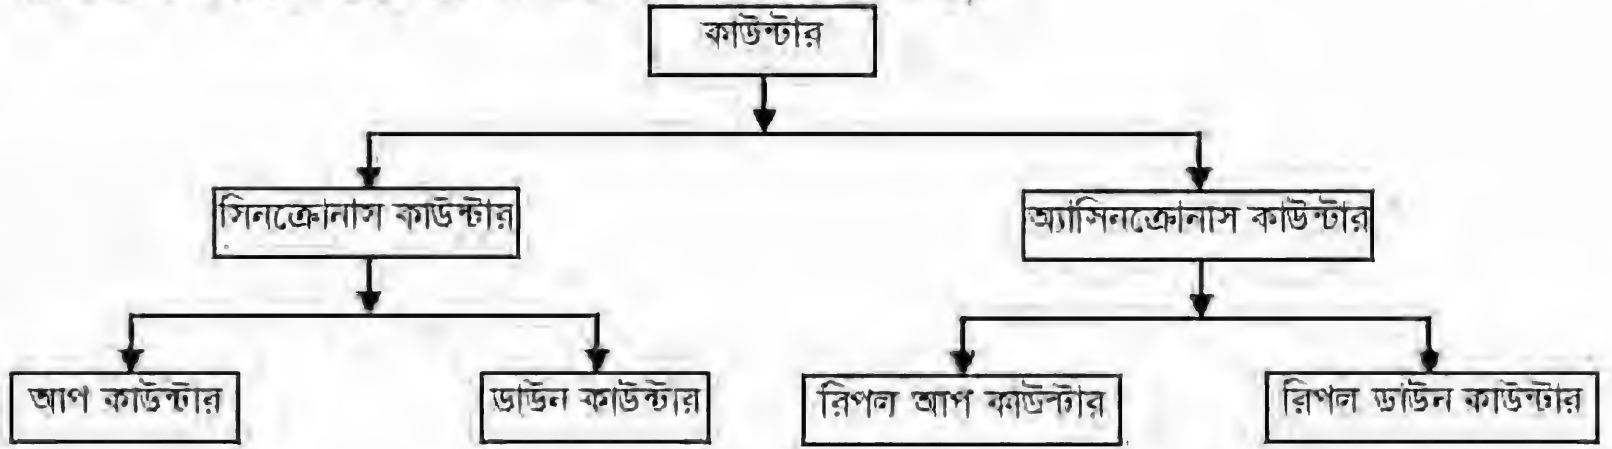 কাউন্টার
সিনক্রোনাস কাউন্টার
অ্যাসিনক্রোনাস কাউন্টার
আপ কাউন্টার
ডাউন কাউন্টার
রিপল আপ কাউন্টার
রিপল ডাউন কাউন্টার